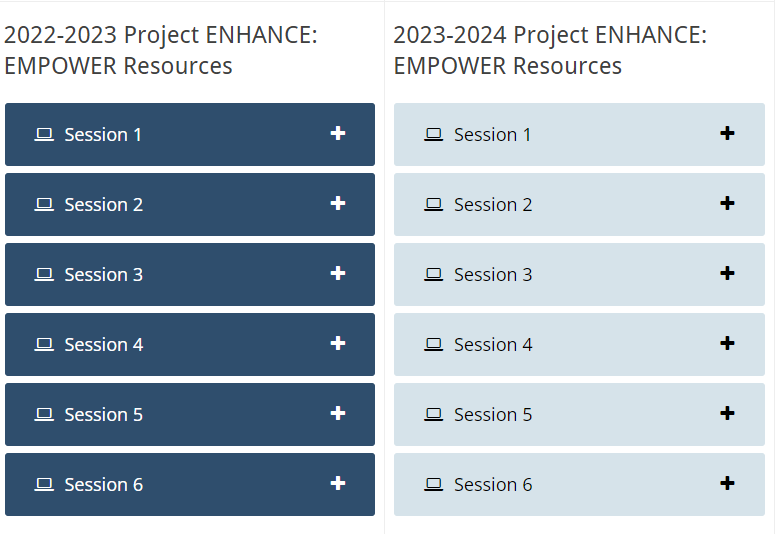 2022-2023 Project ENHANCE:
EMPOWER Resources
Session 1
Session 2
Session 3
Session 4
Session 5
Session 6
2023-2024 Project ENHANCE:
EMPOWER Resources
Session 1
Session 2
Session 3
Session 4
Session 5
Session 6